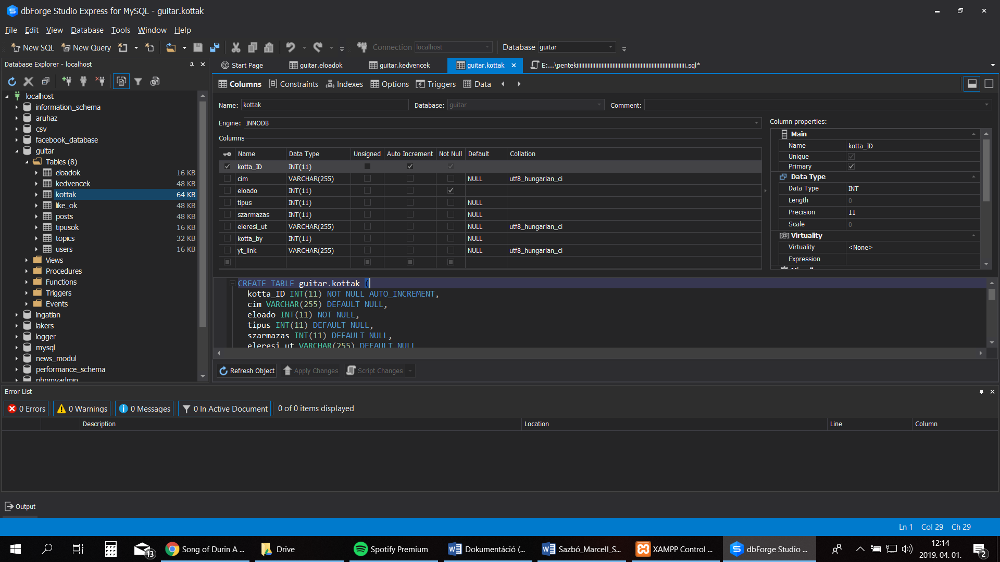 dbForge Studio Express for MySQL - guitar.kottak
File Edit View Database Tools Window Help
New SQL New Query Connection localhost Database guitar
Database Explorer - localhost
localhost
information_schema
aruhaz
csv
facebook_database
guitar
Tables (8)
eloadok 16 KB
kedvencek 48 KB
kottak 64 KB
like_ok 48 KB
posts 48 KB
tipusok 16 KB
topics 32 KB
users 16 KB
Views
Procedures
Functions
Triggers
Events
ingatlan
lakers
logger
mysql
news_modul
performance_schema
phpmyadmin
Start Page guitar.eloadok guitar.kedvencek guitar.kottak
Columns Constraints Indexes Options Triggers Data
Name: kottak Database: guitar Comment:
Engine: INNODB
Columns
Name Data Type Unsigned Auto Increment Not Null Default Collation
kotta_ID INT(11)
cim VARCHAR(255) NULL utf8_hungarian_ci
eloado INT(11)
tipus INT(11) NULL
szarmazas INT(11) NULL
eleresi_ut VARCHAR(255) NULL utf8_hungarian_ci
kotta_by INT(11) NULL
yt_link VARCHAR(255) NULL utf8_hungarian_ci
Column properties:
Main
Name kotta_ID
Unique
Primary
Data Type
Data Type INT
Length 0
Precision 11
Scale 0
Virtuality
Virtuality <None>
Expression
CREATE TABLE guitar.kottak (
kotta_ID INT(11) NOT NULL AUTO_INCREMENT,
cim VARCHAR(255) DEFAULT NULL,
eloado INT(11) NOT NULL,
tipus INT(11) DEFAULT NULL,
szarmazas INT(11) DEFAULT NULL,
eleresi_ut VARCHAR(255) DEFAULT NULL
Refresh Object Apply Changes Script Changes
Error List
0 Errors 0 Warnings 0 Messages 0 In Active Document 0 of 0 items displayed
Description Location Line Column
Output
Ln 1 Col 29 Ch 29
13 Song of Durin A ... Drive Spotify Premium Dokumentáció (... Sazbó_Marcell_S... XAMPP Control ... dbForge Studio ...
12:14
2019. 04. 01.
2